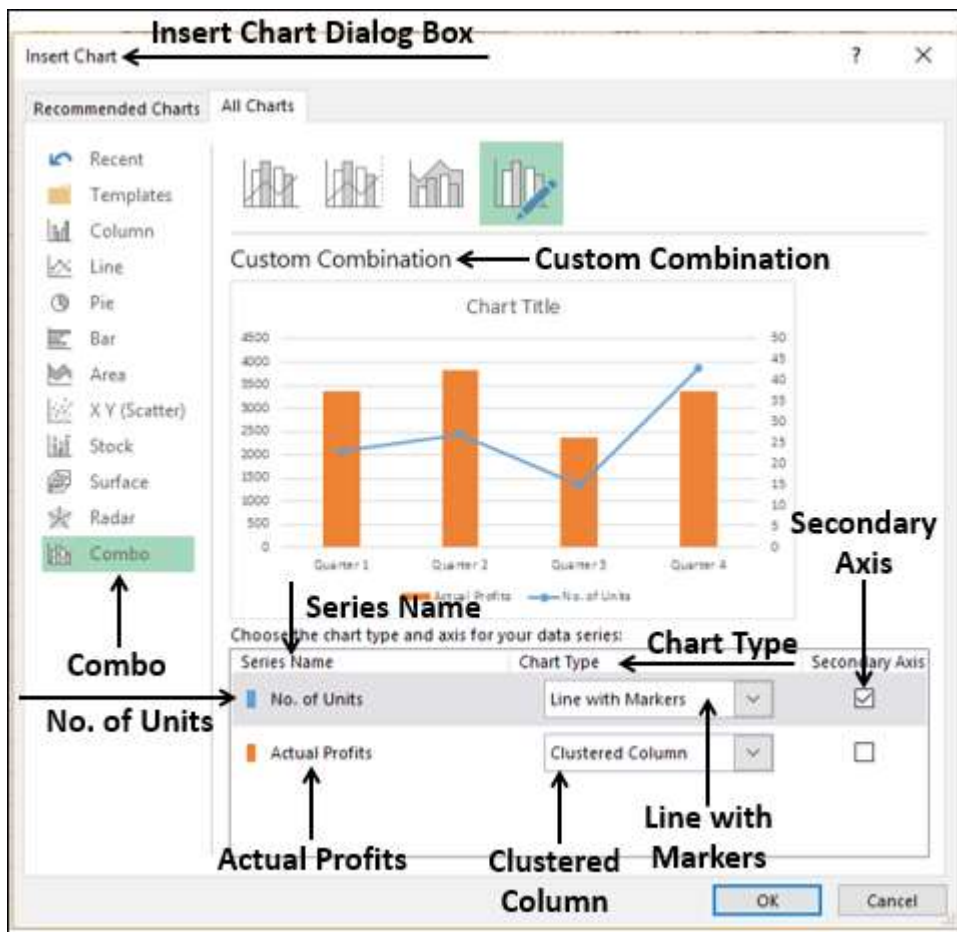 Insert Chart Dialog Box
Insert Chart
?
Recommended Charts
All Charts
Recent
Templates
Column
Line
Pie
Bar
Area
X Y (Scatter)
Stock
Surface
Radar
Combo
Custom Combination
Custom Combination
Chart Title
4500
4000
3500
3000
2500
2000
1500
1000
500
0
50
45
40
35
30
25
20
15
10
5
0
Quarter 1
Quarter 2
Quarter 3
Quarter 4
Actual Profits
No. of Units
Secondary
Axis
Series Name
Choose the chart type and axis for your data series:
Chart Type
Series Name
Chart Type
Secondary Axis
Combo
No. of Units
No. of Units
Line with Markers
Actual Profits
Clustered Column
Actual Profits
Clustered
Column
Line with
Markers
OK
Cancel